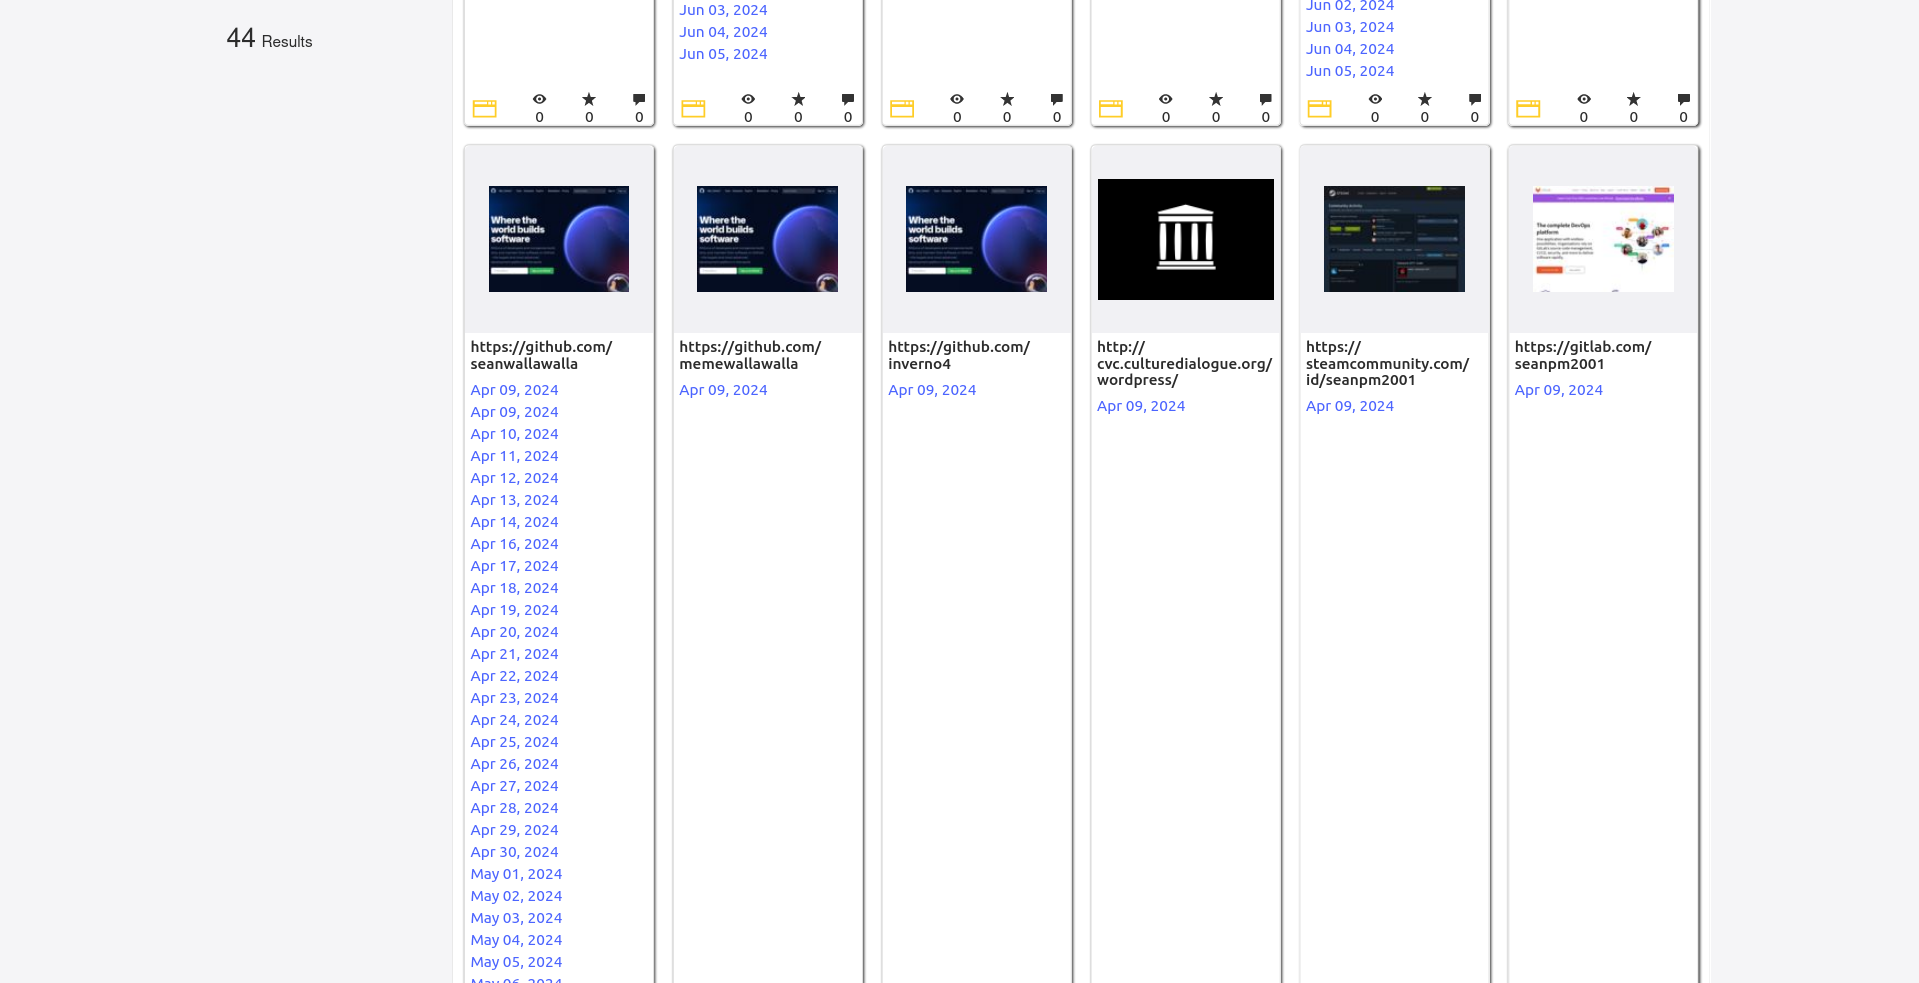 44 Results
Jun 03, 2024
Jun 04, 2024
Jun 05, 2024
Jun 02, 2024
Jun 03, 2024
Jun 04, 2024
Jun 05, 2024
0 0 0
0 0 0
0 0 0
0 0 0
0 0 0
0 0 0
Where the
world builds
software
https://github.com/
seanwallawalla
Apr 09, 2024
Apr 09, 2024
Apr 10, 2024
Apr 11, 2024
Apr 12, 2024
Apr 13, 2024
Apr 14, 2024
Apr 16, 2024
Apr 17, 2024
Apr 18, 2024
Apr 19, 2024
Apr 20, 2024
Apr 21, 2024
Apr 22, 2024
Apr 23, 2024
Apr 24, 2024
Apr 25, 2024
Apr 26, 2024
Apr 27, 2024
Apr 28, 2024
Apr 29, 2024
Apr 30, 2024
May 01, 2024
May 02, 2024
May 03, 2024
May 04, 2024
May 05, 2024
May 06, 2024
Where the
world builds
software
https://github.com/
memewallawalla
Apr 09, 2024
Where the
world builds
software
https://github.com/
inverno4
Apr 09, 2024
http://
cvc.culturedialogue.org/
wordpress/
Apr 09, 2024
https://
steamcommunity.com/
id/seanpm2001
Apr 09, 2024
The complete DevOps
platform
https://gitlab.com/
seanpm2001
Apr 09, 2024